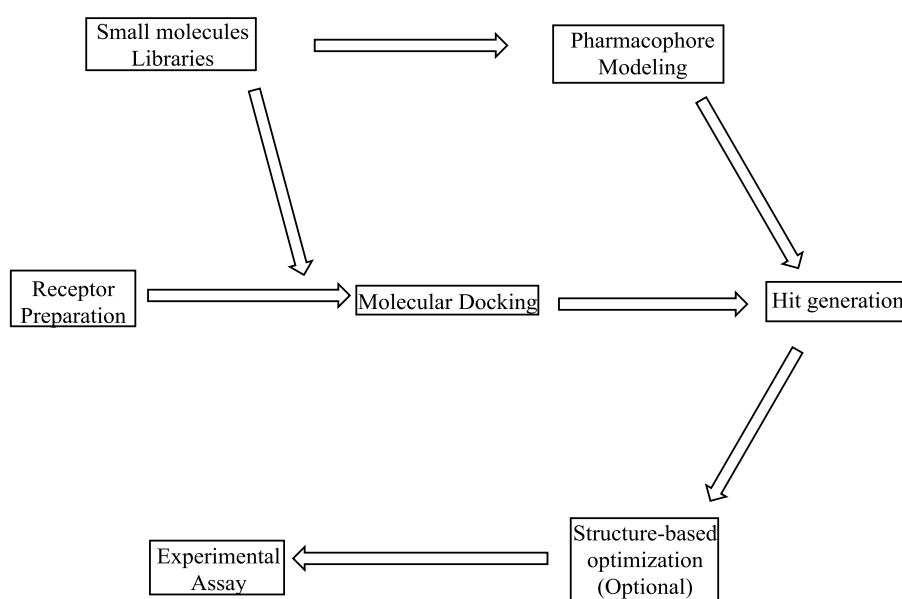 Small molecules
Libraries
Pharmacophore
Modeling
Receptor
Preparation
Molecular Docking
Hit generation
Experimental
Assay
Structure-based
optimization
(Optional)